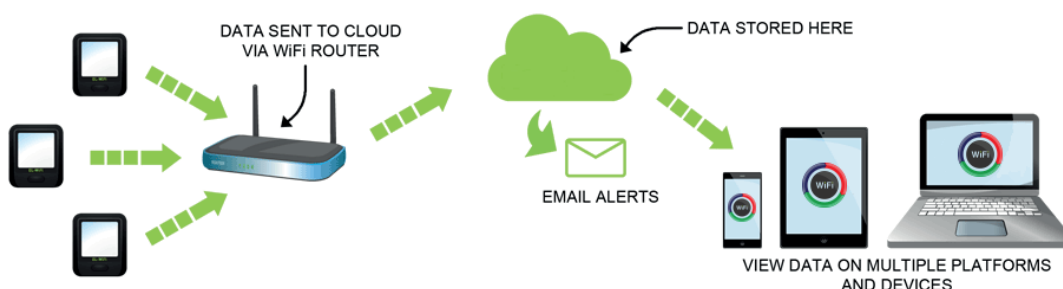 DATA SENT TO CLOUD
VIA WiFi ROUTER
DATA STORED HERE
EMAIL ALERTS
WiFi
WiFi
WiFi
VIEW DATA ON MULTIPLE PLATFORMS
AND DEVICES